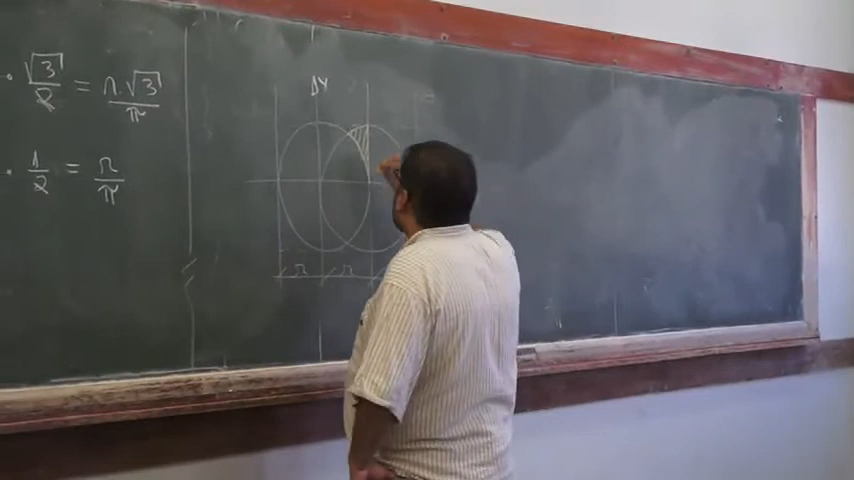 · √3/2 = Ω·√3/π
· 1/2 = Ω/π
Y
Ω Ω